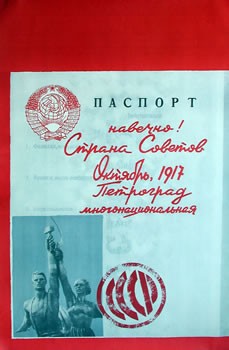 ПАСПОРТ
навечно!
Страна Советов
Октябрь, 1917
Петроград
многонациональная
СССР